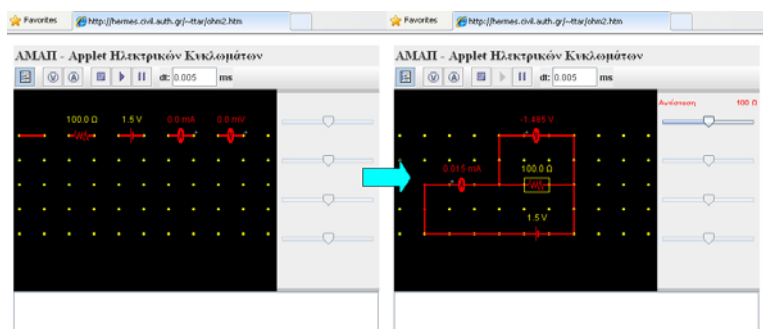 Favorites http://hermes.civil.auth.gr/~ttar/ohm2.htm
ΑΜΑΠ - Applet Ηλεκτρικών Κυκλωμάτων
V A dt: 0.005 ms
100.0 Ω 1.5 V 0.0 mA 0.0 mV
Favorites http://hermes.civil.auth.gr/~ttar/ohm2.htm
ΑΜΑΠ - Applet Ηλεκτρικών Κυκλωμάτων
V A dt: 0.005 ms
Αντίσταση 100.0 Ω
-1.485 V
0.015 mA 100.0 Ω
1.5 V